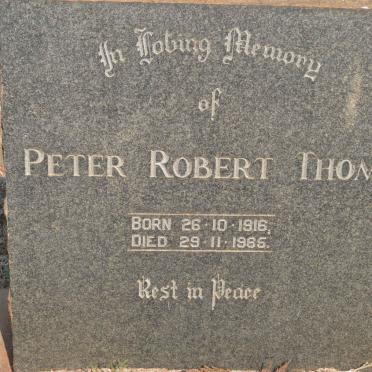 In Loving Memory
of
PETER ROBERT THOM
BORN 26·10·1916,
DIED 29·11·1965.
Rest in Peace